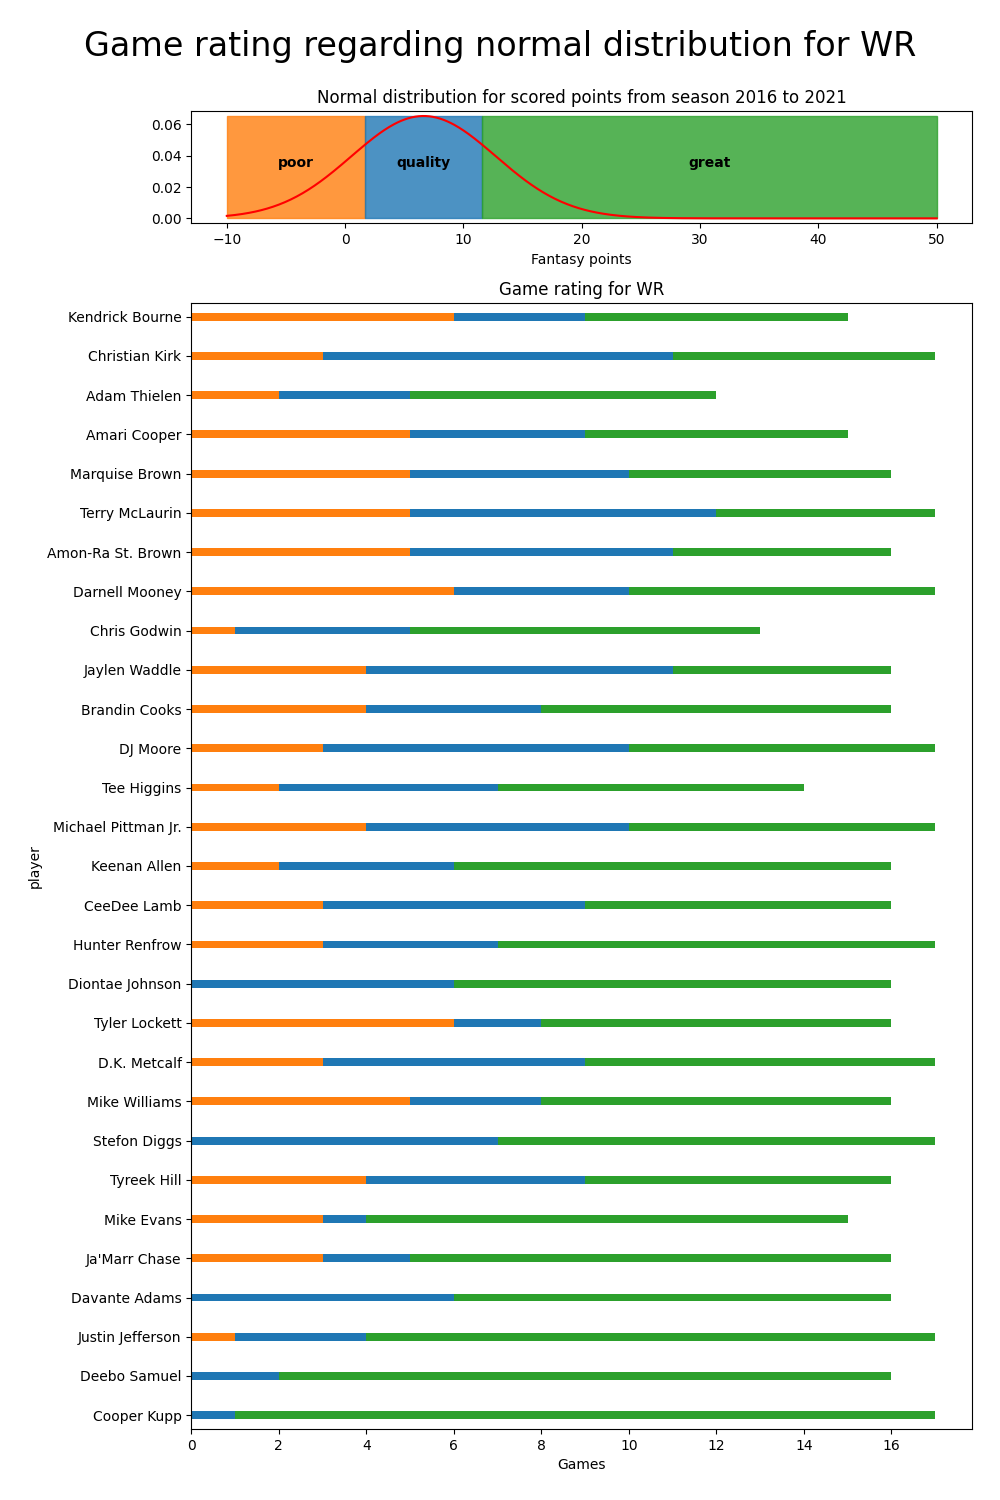 Game rating regarding normal distribution for WR
Normal distribution for scored points from season 2016 to 2021
0.06
0.04
0.02
0.00
poor
quality
great
−10
0
10
20
30
40
50
Fantasy points
Game rating for WR
Kendrick Bourne
Christian Kirk
Adam Thielen
Amari Cooper
Marquise Brown
Terry McLaurin
Amon-Ra St. Brown
Darnell Mooney
Chris Godwin
Jaylen Waddle
Brandin Cooks
DJ Moore
Tee Higgins
Michael Pittman Jr.
Keenan Allen
CeeDee Lamb
Hunter Renfrow
Diontae Johnson
Tyler Lockett
D.K. Metcalf
Mike Williams
Stefon Diggs
Tyreek Hill
Mike Evans
Ja'Marr Chase
Davante Adams
Justin Jefferson
Deebo Samuel
Cooper Kupp
player
0
2
4
6
8
10
12
14
16
Games